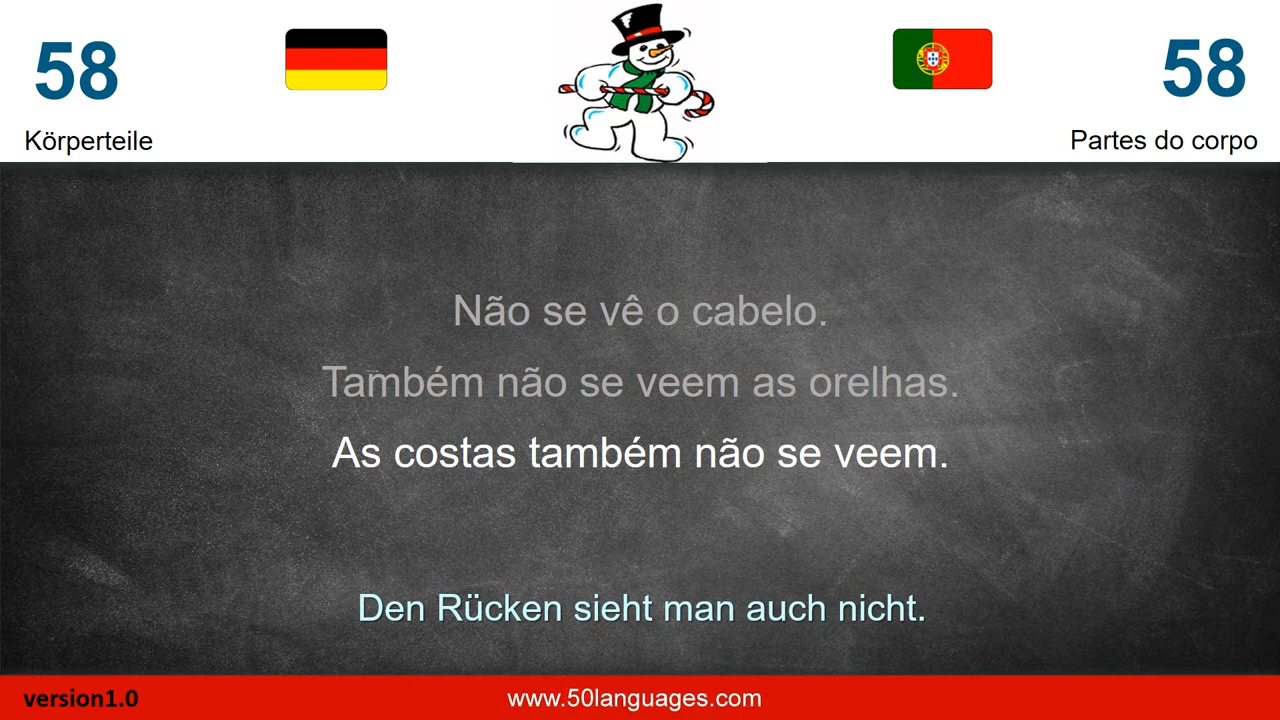 58
58
Körperteile
Partes do corpo
Não se vê o cabelo.
Também não se veem as orelhas.
As costas também não se veem.
Den Rücken sieht man auch nicht.
version1.0
www.50languages.com